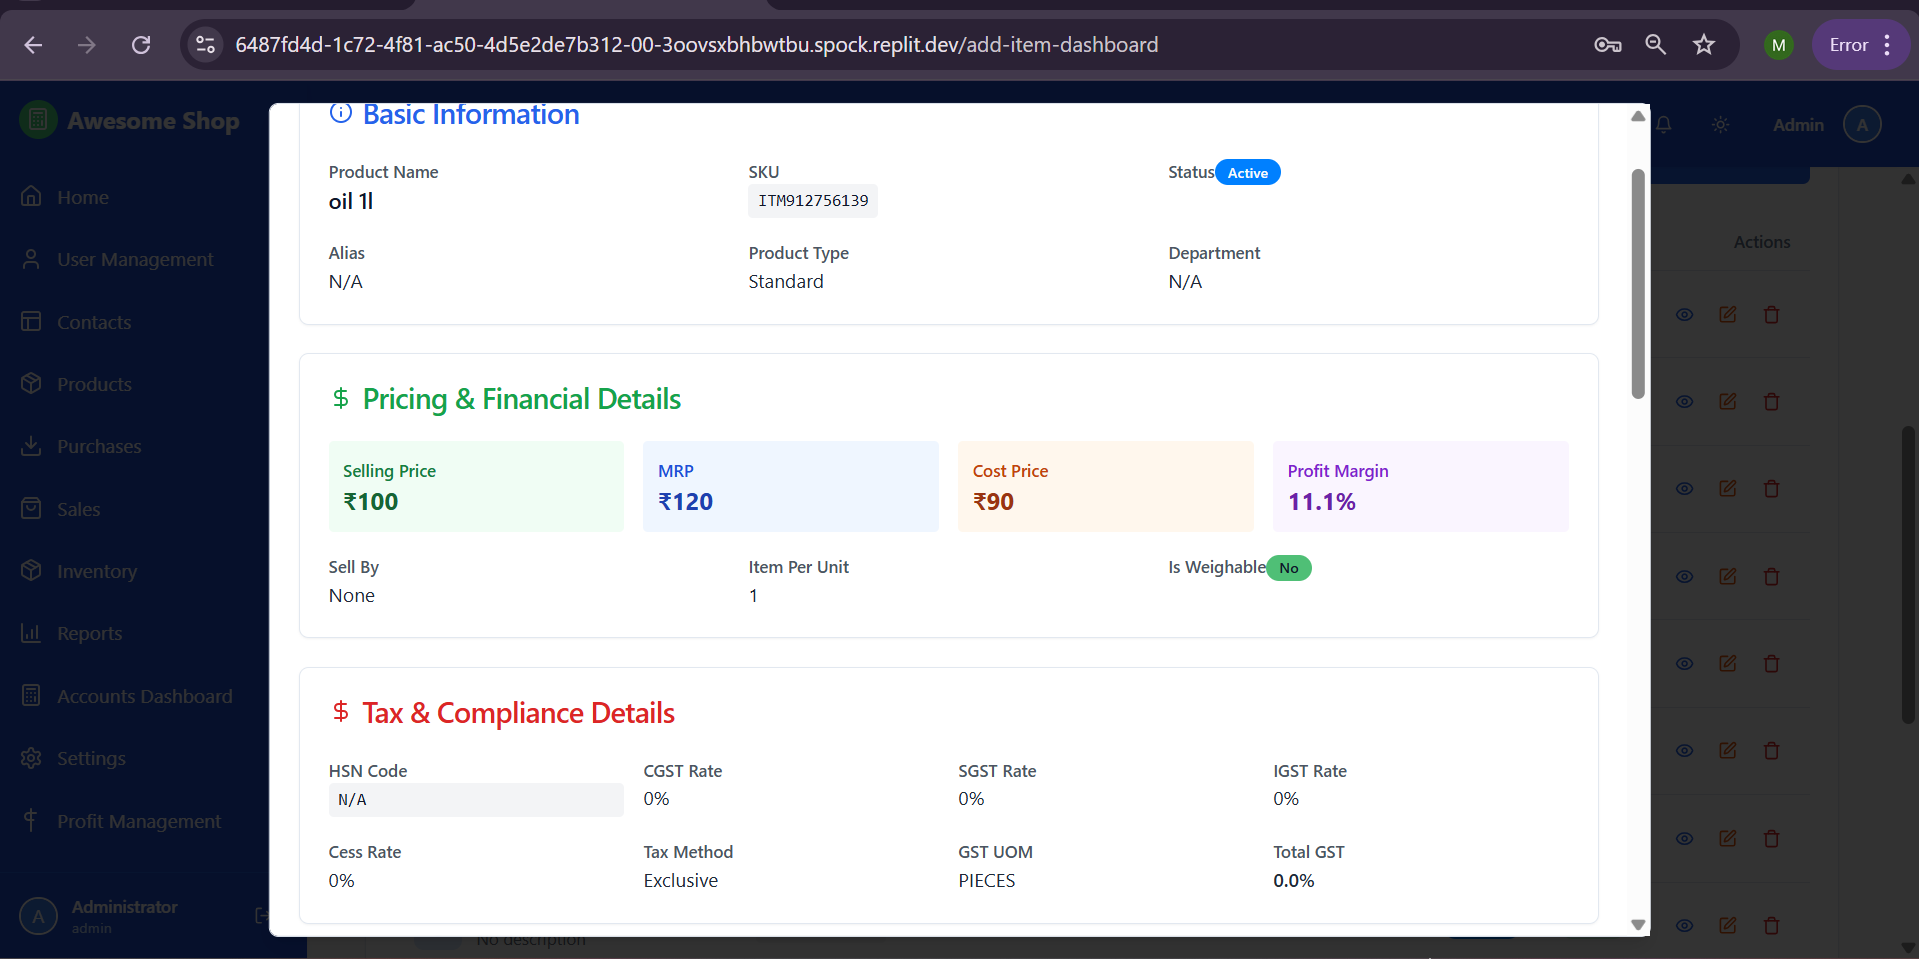 6487fd4d-1c72-4f81-ac50-4d5e2de7b312-00-3oovsxbhbwtbu.spock.replit.dev/add-item-dashboard
M
Error
Awesome Shop
Admin
A
Home
User Management
Contacts
Products
Purchases
Sales
Inventory
Reports
Accounts Dashboard
Settings
Profit Management
A
Administrator
admin
Actions
Basic Information
Product Name
oil 1l
SKU
ITM912756139
Status Active
Alias
N/A
Product Type
Standard
Department
N/A
$ Pricing & Financial Details
Selling Price
₹100
MRP
₹120
Cost Price
₹90
Profit Margin
11.1%
Sell By
None
Item Per Unit
1
Is Weighable No
$ Tax & Compliance Details
HSN Code
N/A
CGST Rate
0%
SGST Rate
0%
IGST Rate
0%
Cess Rate
0%
Tax Method
Exclusive
GST UOM
PIECES
Total GST
0.0%
No description